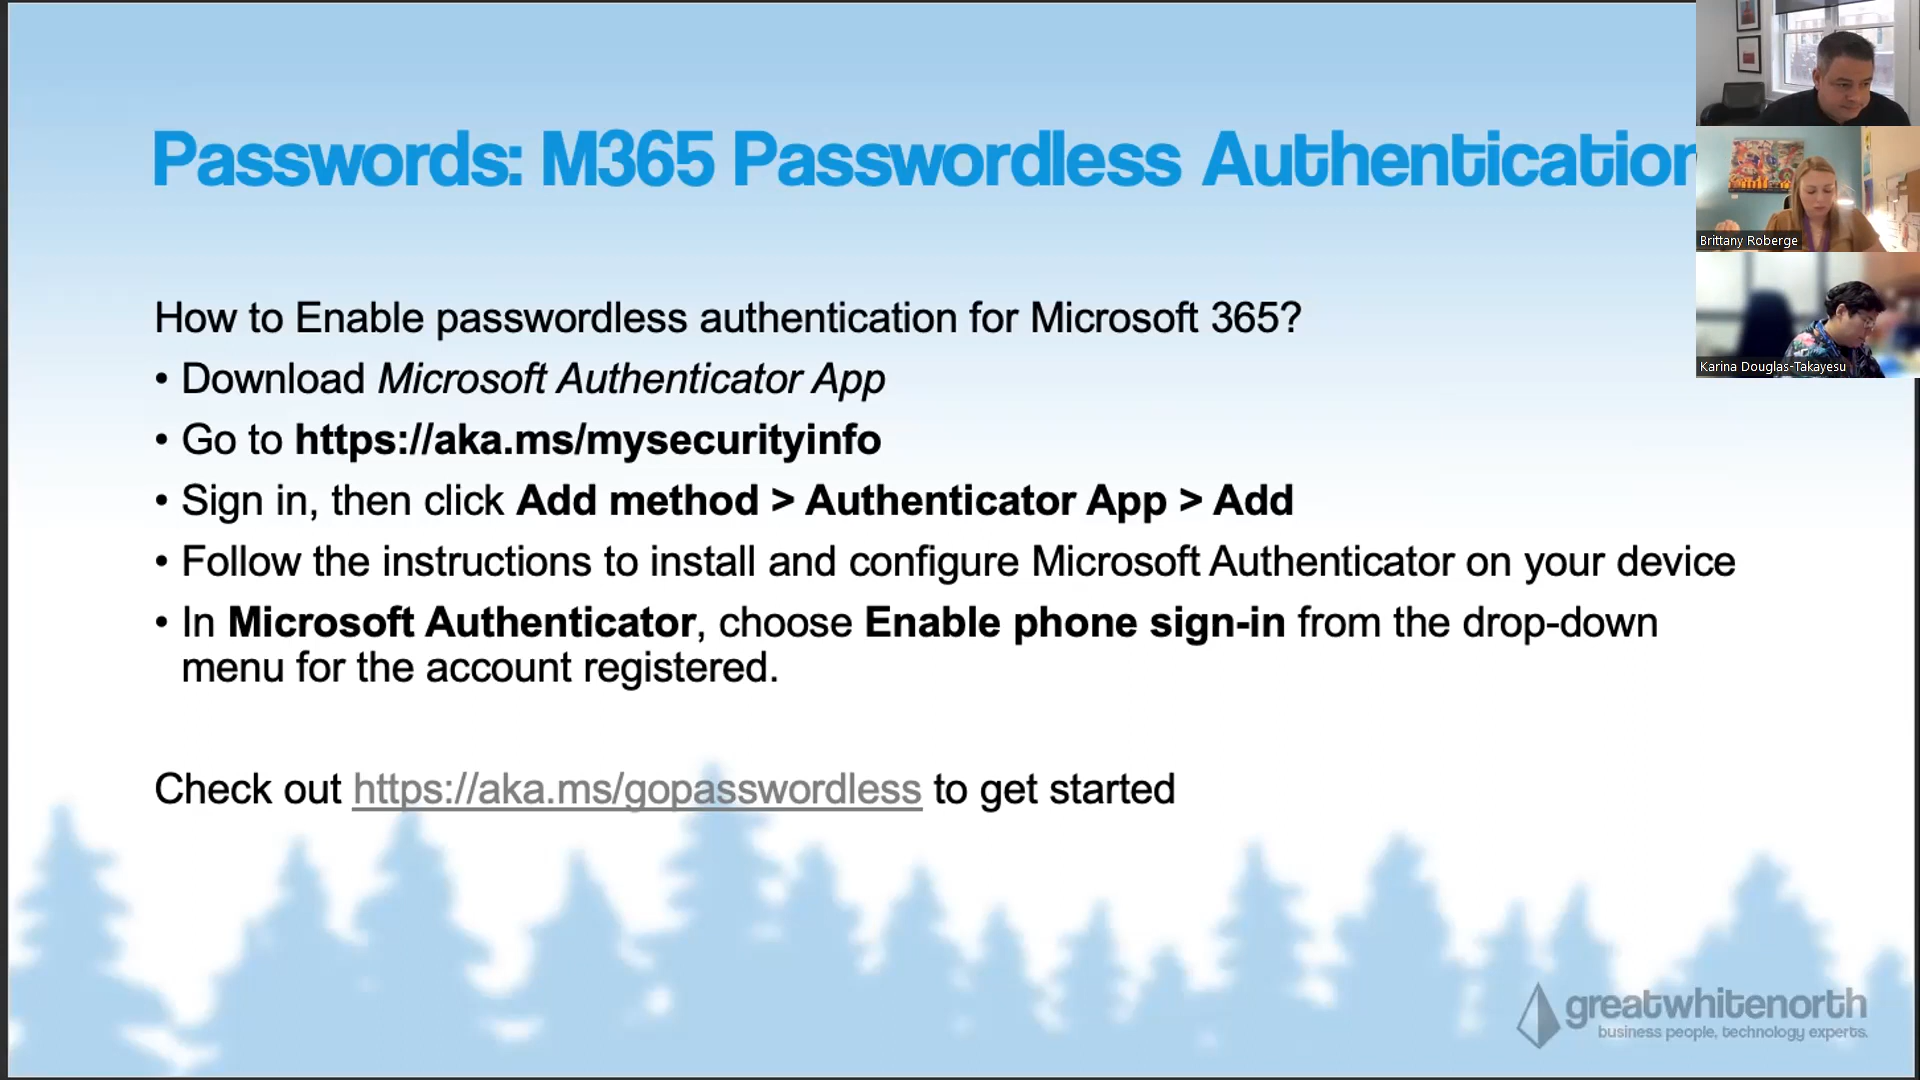 Passwords: M365 Passwordless Authentication
How to Enable passwordless authentication for Microsoft 365?
• Download Microsoft Authenticator App
• Go to https://aka.ms/mysecurityinfo
• Sign in, then click Add method > Authenticator App > Add
• Follow the instructions to install and configure Microsoft Authenticator on your device
• In Microsoft Authenticator, choose Enable phone sign-in from the drop-down
menu for the account registered.
Check out https://aka.ms/gopasswordless to get started
greatwhitenorth
business people, technology experts.
Brittany Roberge
Karina Douglas-Takayesu